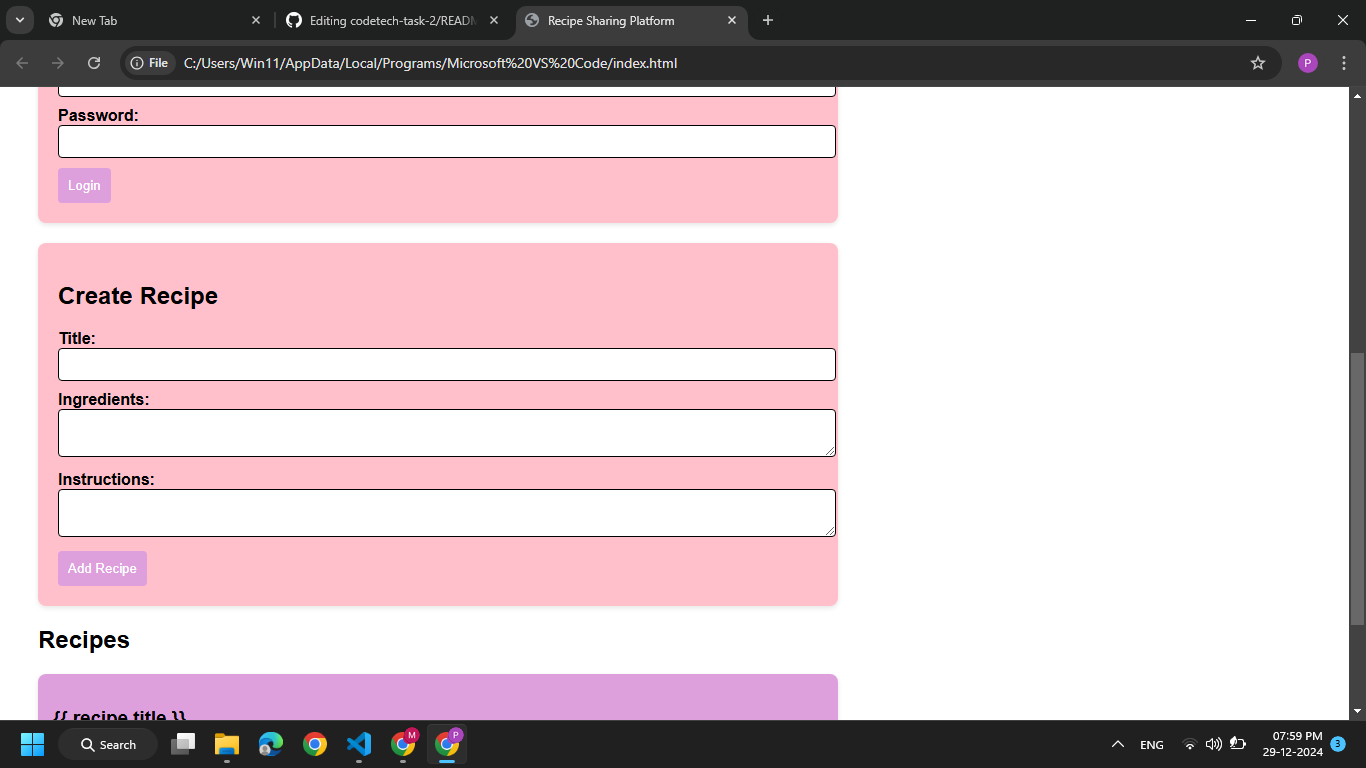 New Tab
Editing codetech-task-2/READM
Recipe Sharing Platform
File
C:/Users/Win11/AppData/Local/Programs/Microsoft%20VS%20Code/index.html
P
Password:
Login
Create Recipe
Title:
Ingredients:
Instructions:
Add Recipe
Recipes
{{ recipe.title }}
Search
M
P
ENG
07:59 PM
29-12-2024
3